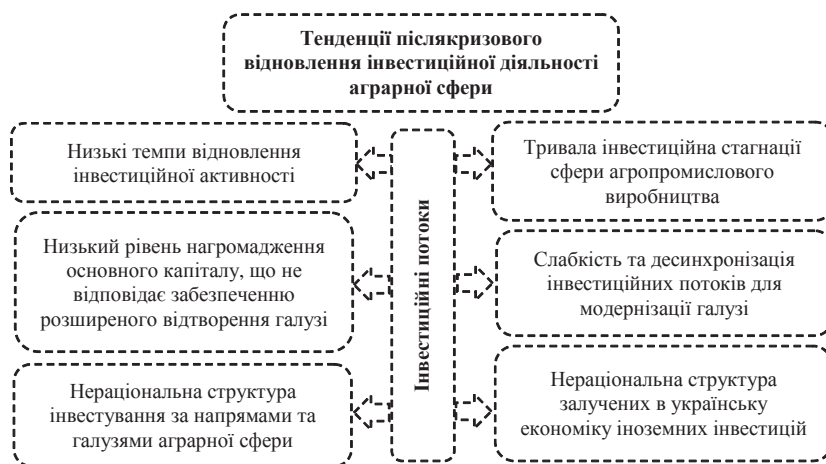 Тенденції післякризового
відновлення інвестиційної діяльності
аграрної сфери
Низькі темпи відновлення
інвестиційної активності
Низький рівень нагромадження
основного капіталу, що не
відповідає забезпеченню
розширеного відтворення галузі
Нераціональна структура
інвестування за напрямами та
галузями аграрної сфери
Інвестиційні потоки
Тривала інвестиційна стагнації
сфери агропромислового
виробництва
Слабкість та десинхронізація
інвестиційних потоків для
модернізації галузі
Нераціональна структура
залучених в українську
економіку іноземних інвестицій